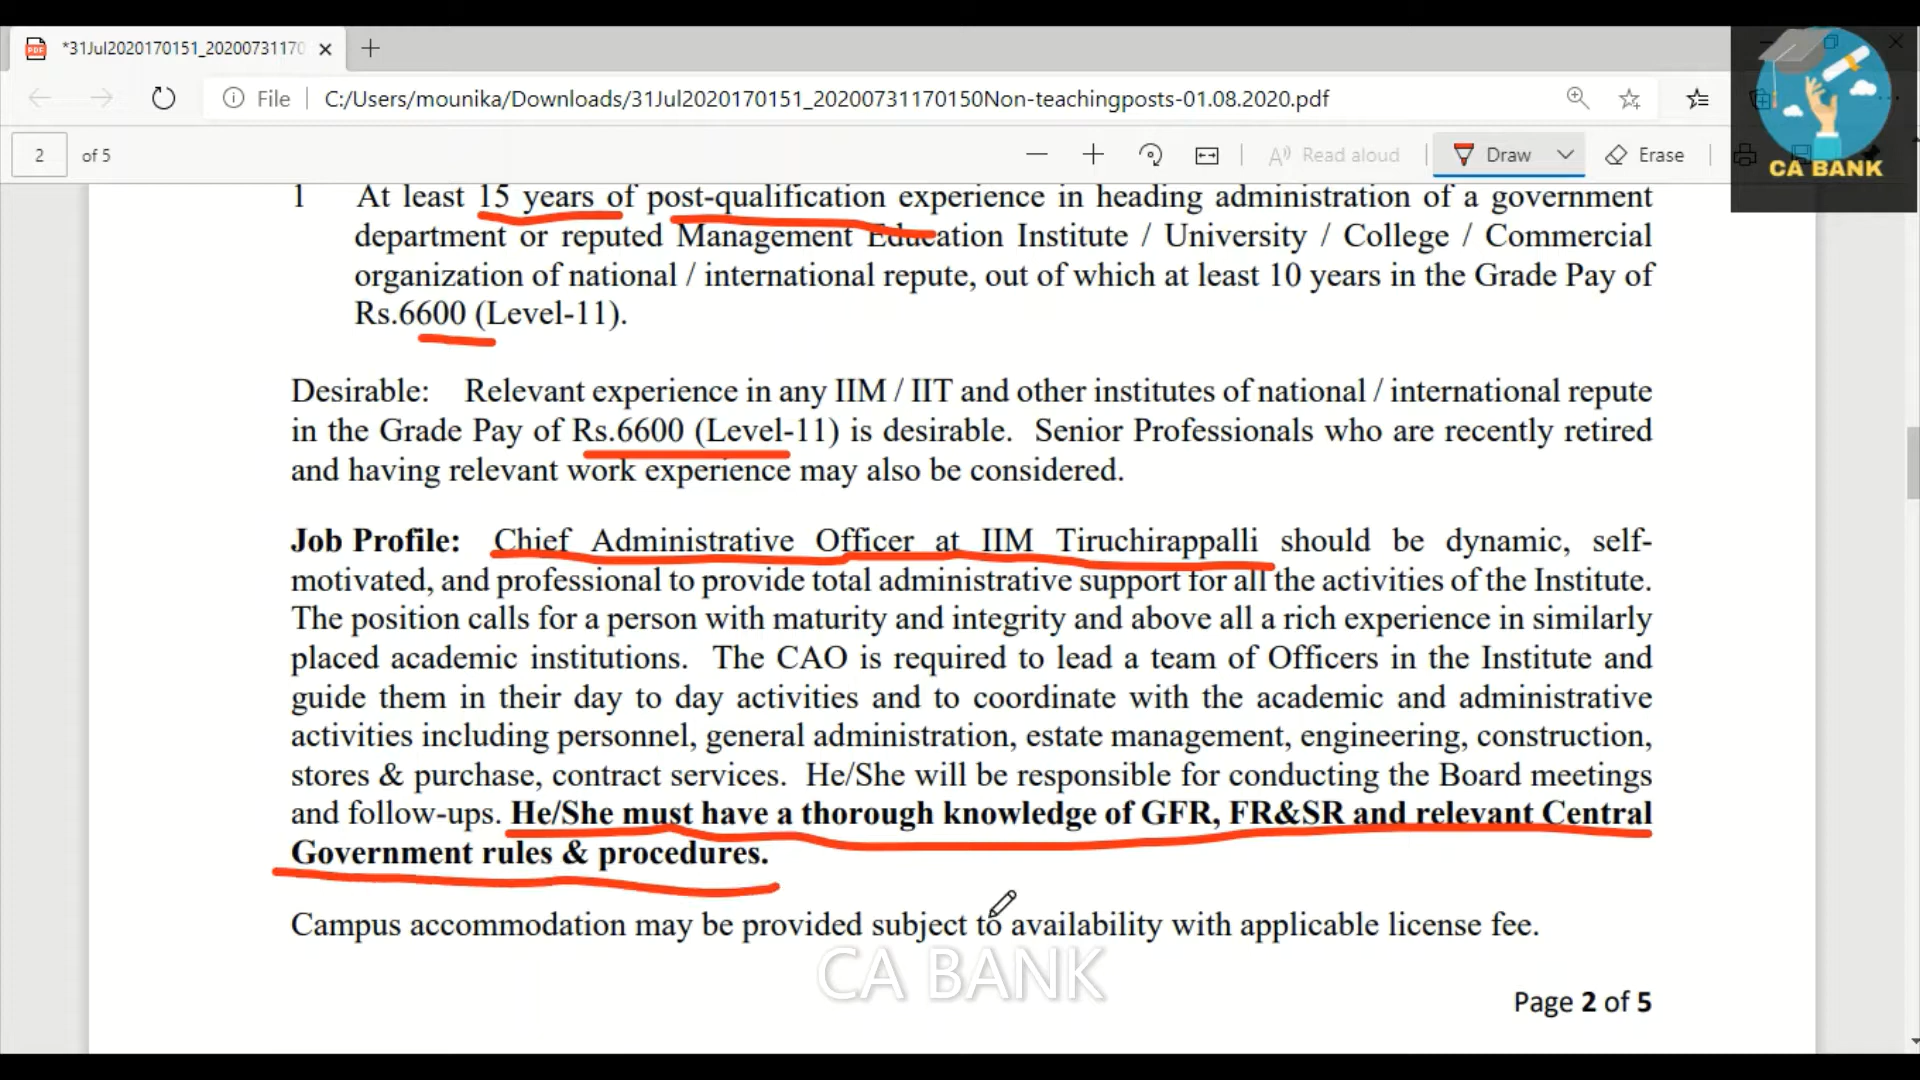 *31Jul2020170151_20200731170
CA BANK
File
C:/Users/mounika/Downloads/31Jul2020170151_20200731170150Non-teachingposts-01.08.2020.pdf
2 of 5
Read aloud
Draw
Erase
1 At least 15 years of post-qualification experience in heading administration of a government
department or reputed Management Education Institute / University / College / Commercial
organization of national / international repute, out of which at least 10 years in the Grade Pay of
Rs.6600 (Level-11).
Desirable: Relevant experience in any IIM / IIT and other institutes of national / international repute
in the Grade Pay of Rs.6600 (Level-11) is desirable. Senior Professionals who are recently retired
and having relevant work experience may also be considered.
Job Profile: Chief Administrative Officer at IIM Tiruchirappalli should be dynamic, self-
motivated, and professional to provide total administrative support for all the activities of the Institute.
The position calls for a person with maturity and integrity and above all a rich experience in similarly
placed academic institutions. The CAO is required to lead a team of Officers in the Institute and
guide them in their day to day activities and to coordinate with the academic and administrative
activities including personnel, general administration, estate management, engineering, construction,
stores & purchase, contract services. He/She will be responsible for conducting the Board meetings
and follow-ups. He/She must have a thorough knowledge of GFR, FR&SR and relevant Central
Government rules & procedures.
Campus accommodation may be provided subject to availability with applicable license fee.
CA BANK
Page 2 of 5